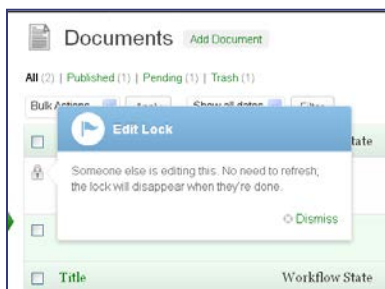 Documents Add Document
All (2) | Published (1) | Pending (1) | Trash (1)
Bulk Actions Apply Show all dates Filter
Edit Lock
tate
Someone else is editing this. No need to refresh,
the lock will disappear when they're done.
Dismiss
Title Workflow State